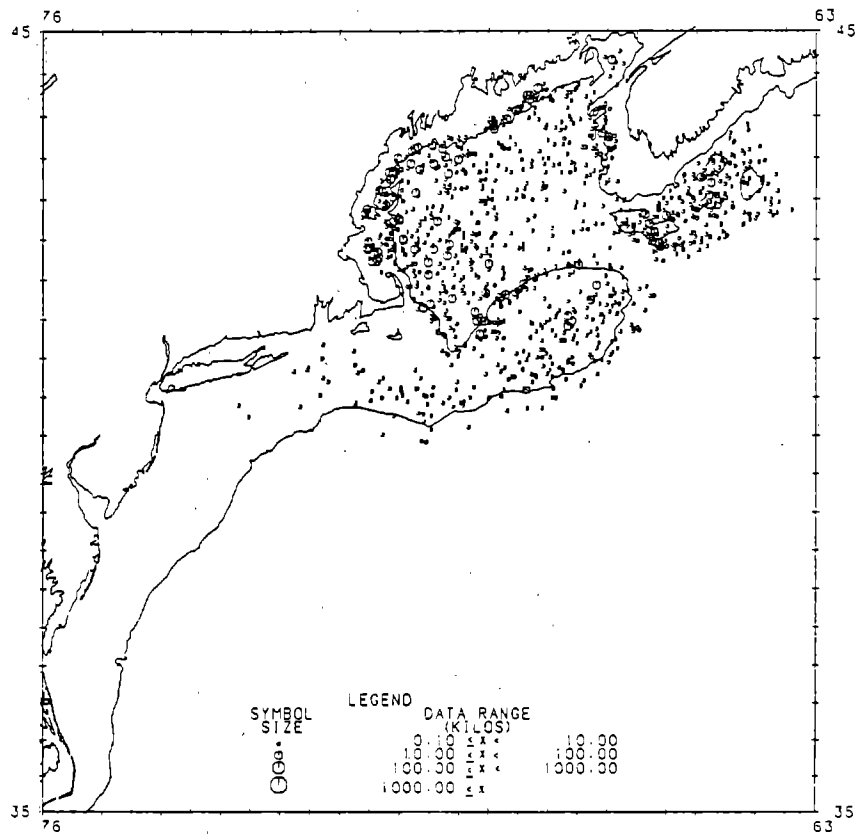 76 63
45 45
LEGEND
SYMBOL DATA RANGE
SIZE (KILOS)
0.10 ≤ x < 10.00
10.00 ≤ x < 100.00
100.00 ≤ x < 1000.00
1000.00 ≤ x
35 35
76 63